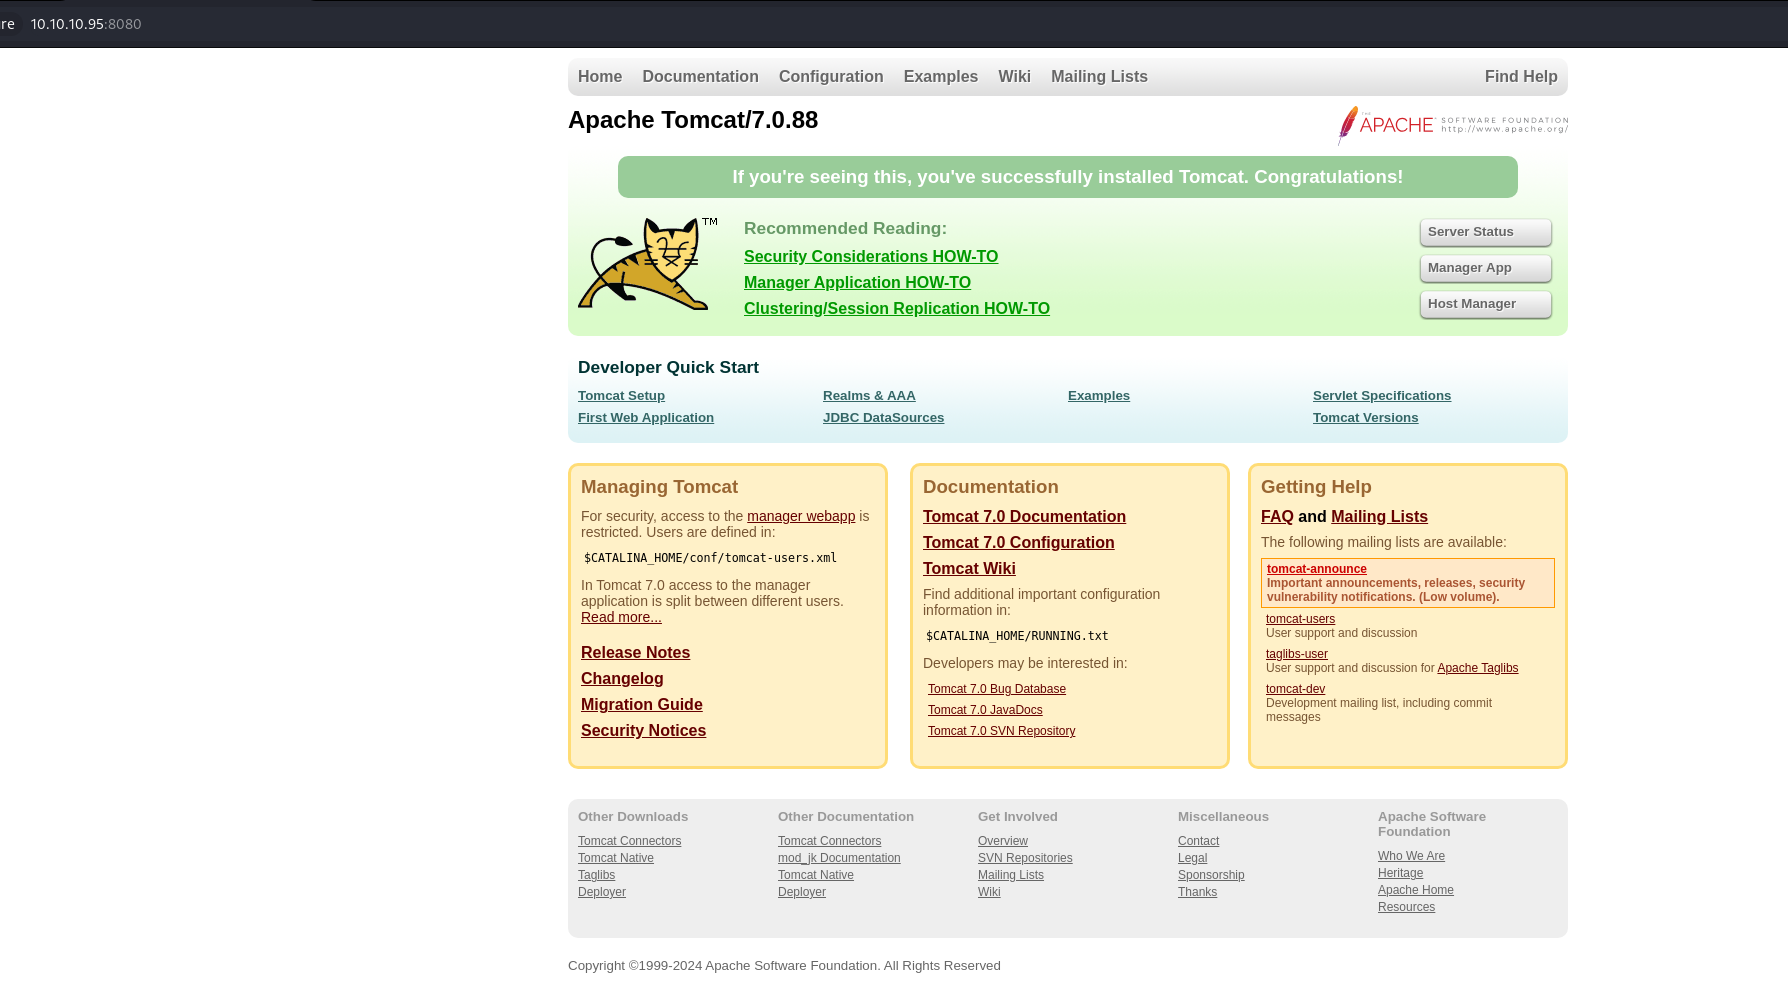 re 10.10.10.95:8080
Home Documentation Configuration Examples Wiki Mailing Lists Find Help
Apache Tomcat/7.0.88
THE APACHE™ SOFTWARE FOUNDATION
http://www.apache.org/
If you're seeing this, you've successfully installed Tomcat. Congratulations!
TM
Recommended Reading:
Security Considerations HOW-TO
Manager Application HOW-TO
Clustering/Session Replication HOW-TO
Server Status
Manager App
Host Manager
Developer Quick Start
Tomcat Setup
First Web Application
Realms & AAA
JDBC DataSources
Examples
Servlet Specifications
Tomcat Versions
Managing Tomcat
For security, access to the manager webapp is
restricted. Users are defined in:
$CATALINA_HOME/conf/tomcat-users.xml
In Tomcat 7.0 access to the manager
application is split between different users.
Read more...
Release Notes
Changelog
Migration Guide
Security Notices
Documentation
Tomcat 7.0 Documentation
Tomcat 7.0 Configuration
Tomcat Wiki
Find additional important configuration
information in:
$CATALINA_HOME/RUNNING.txt
Developers may be interested in:
Tomcat 7.0 Bug Database
Tomcat 7.0 JavaDocs
Tomcat 7.0 SVN Repository
Getting Help
FAQ and Mailing Lists
The following mailing lists are available:
tomcat-announce
Important announcements, releases, security
vulnerability notifications. (Low volume).
tomcat-users
User support and discussion
taglibs-user
User support and discussion for Apache Taglibs
tomcat-dev
Development mailing list, including commit
messages
Other Downloads
Tomcat Connectors
Tomcat Native
Taglibs
Deployer
Other Documentation
Tomcat Connectors
mod_jk Documentation
Tomcat Native
Deployer
Get Involved
Overview
SVN Repositories
Mailing Lists
Wiki
Miscellaneous
Contact
Legal
Sponsorship
Thanks
Apache Software
Foundation
Who We Are
Heritage
Apache Home
Resources
Copyright ©1999-2024 Apache Software Foundation. All Rights Reserved